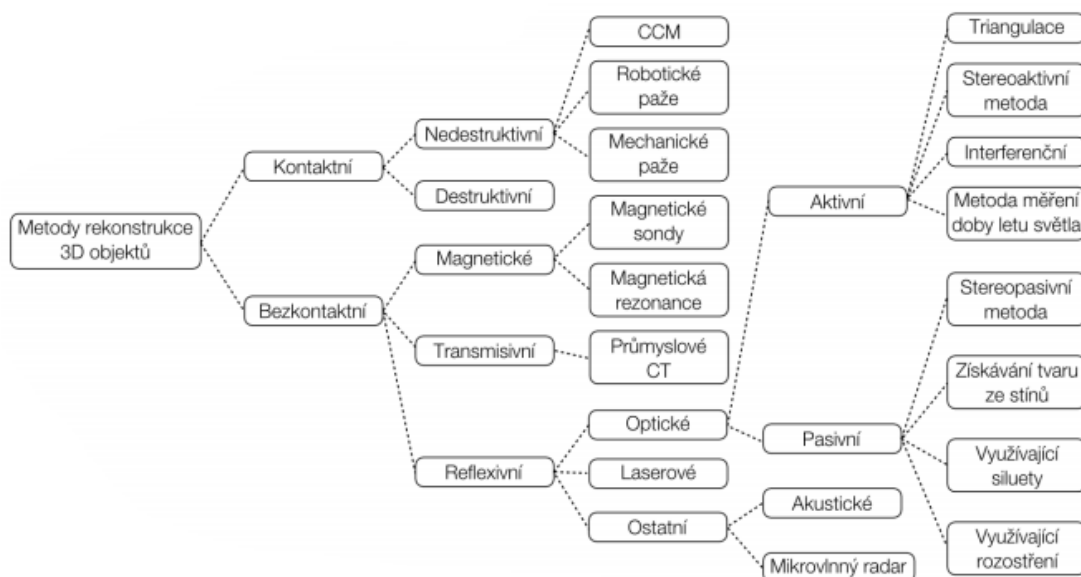 Metody rekonstrukce
3D objektů
Kontaktní
Bezkontaktní
Nedestruktivní
Destruktivní
Magnetické
Transmisivní
Reflexivní
CCM
Robotické
paže
Mechanické
paže
Magnetické
sondy
Magnetická
rezonance
Průmyslové
CT
Optické
Laserové
Ostatní
Aktivní
Pasivní
Akustické
Mikrovlnný radar
Triangulace
Stereoaktivní
metoda
Interferenční
Metoda měření
doby letu světla
Stereopasivní
metoda
Získávání tvaru
ze stínů
Využívající
siluety
Využívající
rozostření